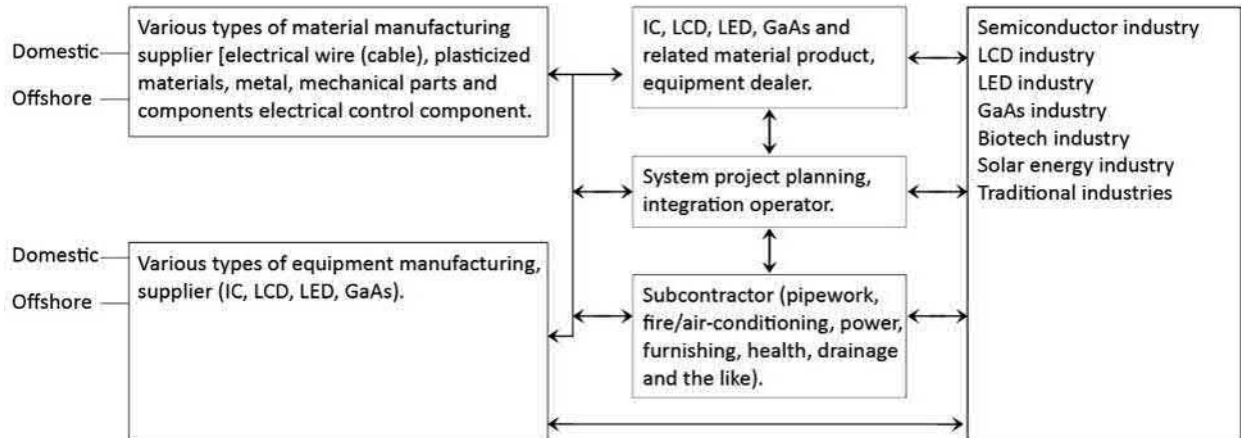 Domestic
Offshore
Various types of material manufacturing
supplier [electrical wire (cable), plasticized
materials, metal, mechanical parts and
components electrical control component.
IC, LCD, LED, GaAs and
related material product,
equipment dealer.
Semiconductor industry
LCD industry
LED industry
GaAs industry
Biotech industry
Solar energy industry
Traditional industries
System project planning,
integration operator.
Domestic
Offshore
Various types of equipment manufacturing,
supplier (IC, LCD, LED, GaAs).
Subcontractor (pipework,
fire/air-conditioning, power,
furnishing, health, drainage
and the like).